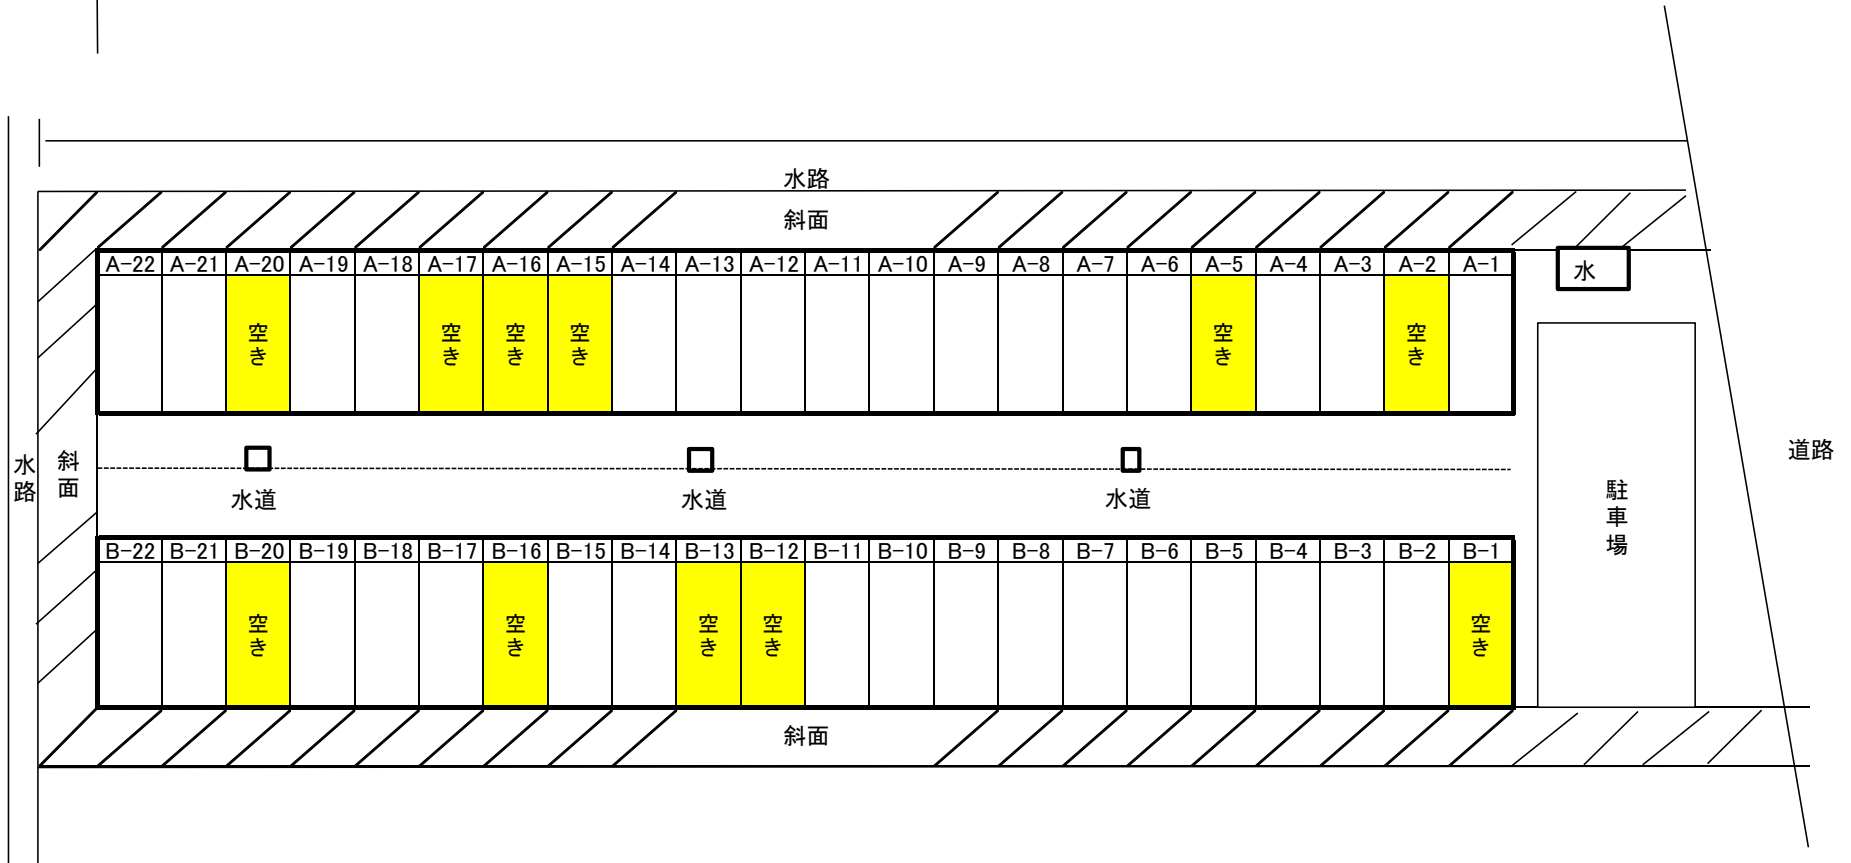 水路
斜面
A-22 A-21 A-20 A-19 A-18 A-17 A-16 A-15 A-14 A-13 A-12 A-11 A-10 A-9 A-8 A-7 A-6 A-5 A-4 A-3 A-2 A-1
水
空き 空き 空き 空き 空き 空き
水路
斜面
道路
水道 水道 水道
駐車場
B-22 B-21 B-20 B-19 B-18 B-17 B-16 B-15 B-14 B-13 B-12 B-11 B-10 B-9 B-8 B-7 B-6 B-5 B-4 B-3 B-2 B-1
空き 空き 空き 空き 空き
斜面